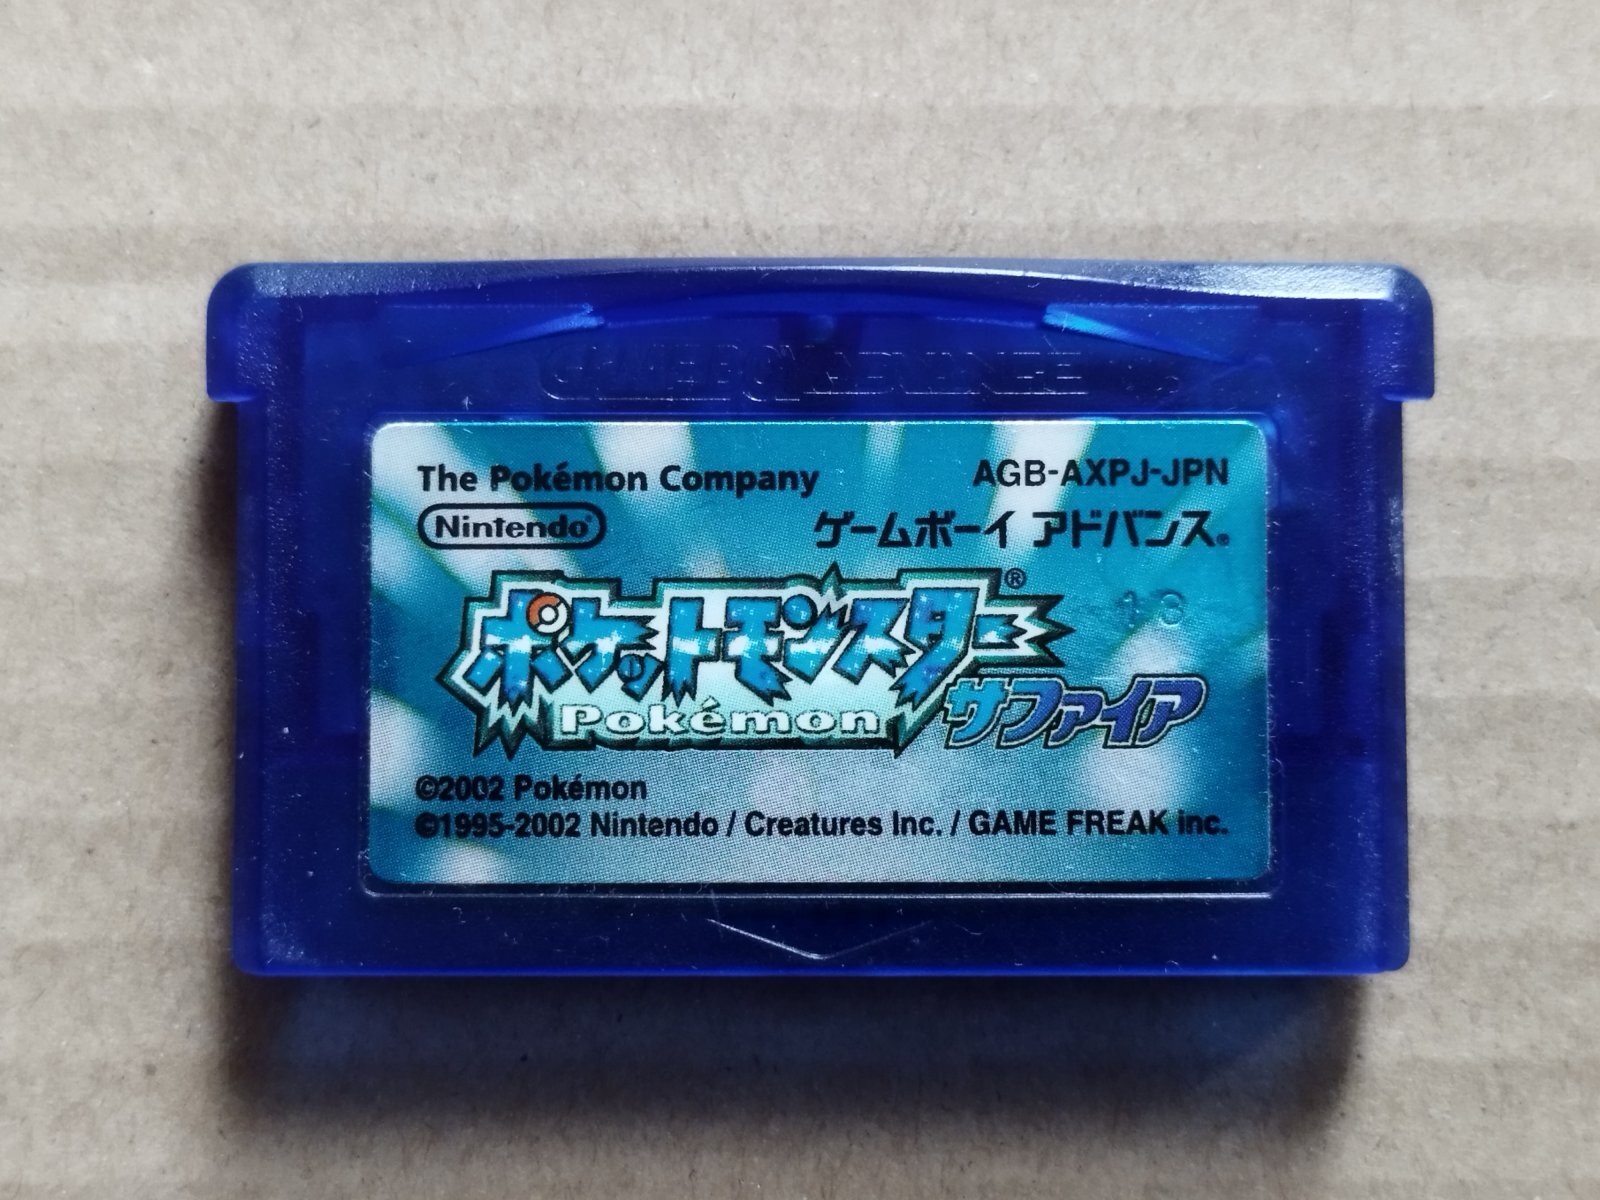 GAME BOY ADVANCE
The Pokémon Company
AGB-AXPJ-JPN
Nintendo®
ゲームボーイ アドバンス®
ポケットモンスター®
13
Pokémon
サファイア
©2002 Pokémon
©1995-2002 Nintendo / Creatures Inc. / GAME FREAK inc.